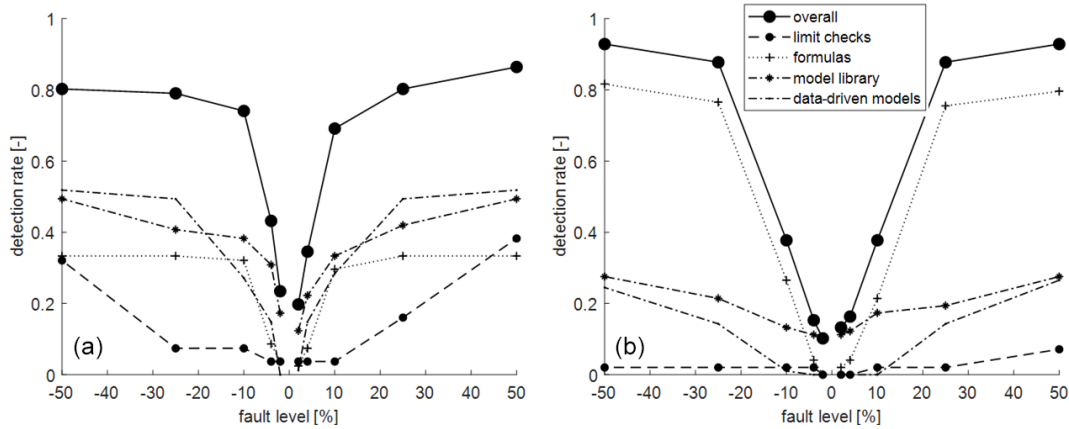 1
0.8
0.6
0.4
0.2
0
detection rate [-]
(a)
-50 -40 -30 -20 -10 0 10 20 30 40 50
fault level [%]
overall
limit checks
formulas
model library
data-driven models
1
0.8
0.6
0.4
0.2
0
detection rate [-]
(b)
-50 -40 -30 -20 -10 0 10 20 30 40 50
fault level [%]